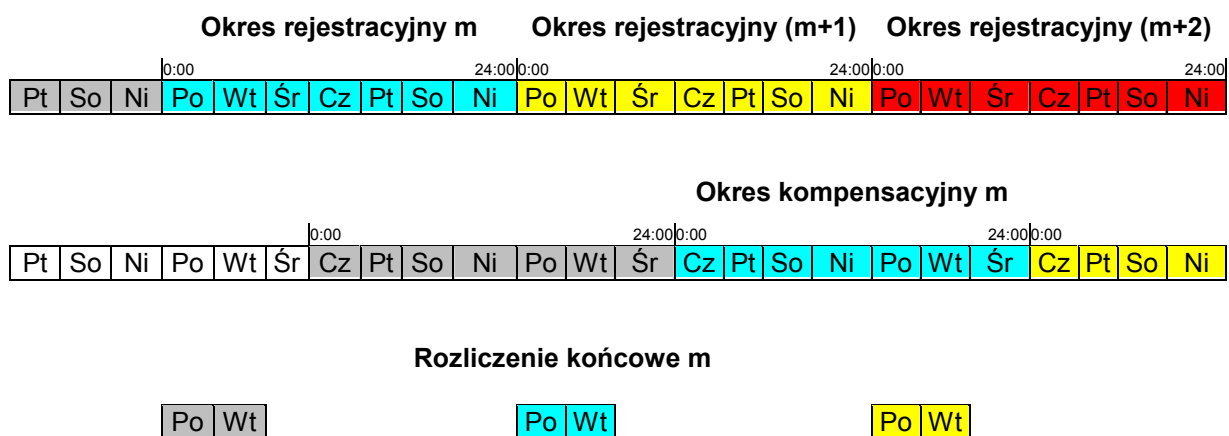 Okres rejestracyjny m Okres rejestracyjny (m+1) Okres rejestracyjny (m+2)
0:00 24:00 0:00 24:00 0:00 24:00
Pt So Ni Po Wt Śr Cz Pt So Ni Po Wt Śr Cz Pt So Ni Po Wt Śr Cz Pt So Ni
Okres kompensacyjny m
0:00 24:00 0:00 24:00 0:00
Pt So Ni Po Wt Śr Cz Pt So Ni Po Wt Śr Cz Pt So Ni Po Wt Śr Cz Pt So Ni
Rozliczenie końcowe m
Po Wt Po Wt Po Wt